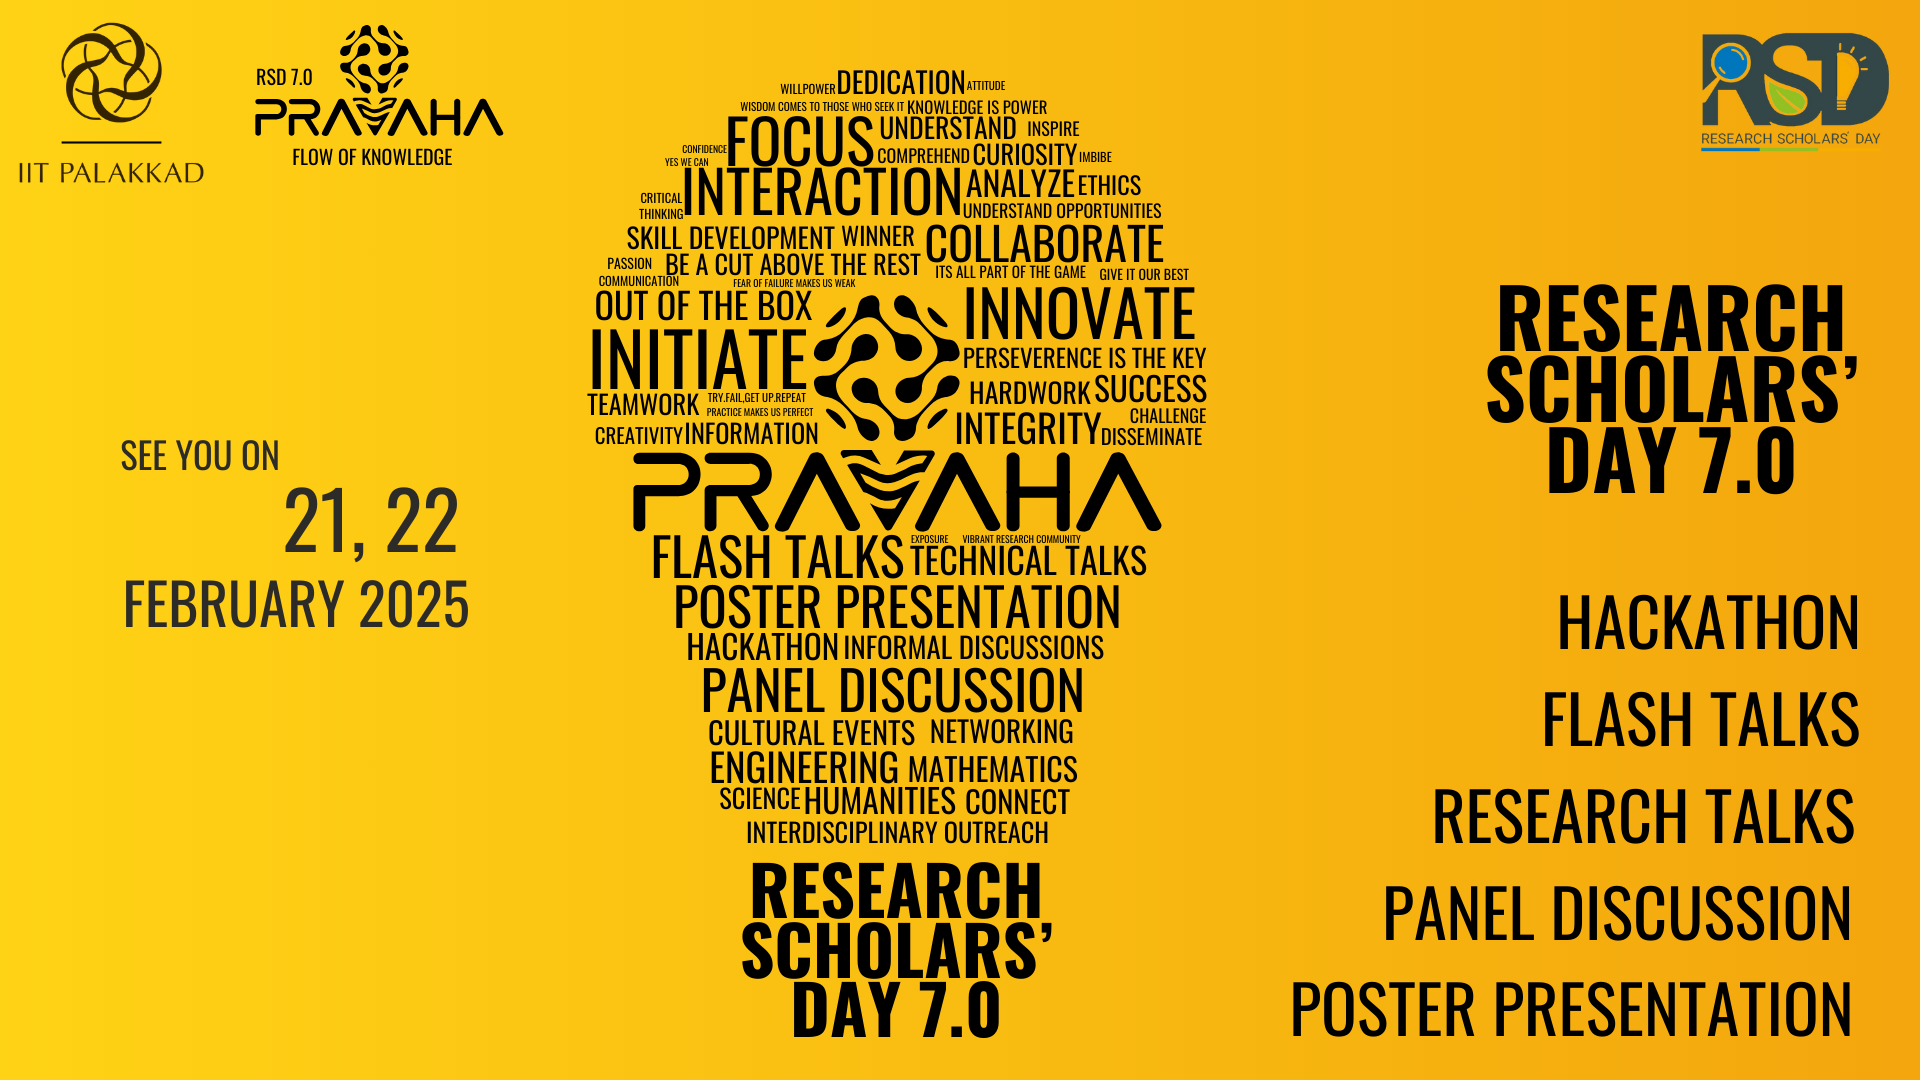 IIT PALAKKAD
RSD 7.0
PRAVAHA
FLOW OF KNOWLEDGE
RSD
RESEARCH SCHOLARS' DAY
SEE YOU ON
21, 22
FEBRUARY 2025
WILLPOWER DEDICATION ATTITUDE
WISDOM COMES TO THOSE WHO SEEK IT KNOWLEDGE IS POWER
FOCUS UNDERSTAND INSPIRE
CONFIDENCE COMPREHEND CURIOSITY IMBIBE
YES WE CAN
INTERACTION ANALYZE ETHICS
CRITICAL
THINKING UNDERSTAND OPPORTUNITIES
SKILL DEVELOPMENT WINNER COLLABORATE
PASSION BE A CUT ABOVE THE REST ITS ALL PART OF THE GAME GIVE IT OUR BEST
COMMUNICATION FEAR OF FAILURE MAKES US WEAK
OUT OF THE BOX INNOVATE
INITIATE PERSEVERENCE IS THE KEY
HARDWORK SUCCESS
TEAMWORK TRY.FAIL,GET UP.REPEAT
PRACTICE MAKES US PERFECT
INTEGRITY CHALLENGE
CREATIVITY INFORMATION DISSEMINATE
PRAVAHA
FLASH TALKS EXPOSURE VIBRANT RESEARCH COMMUNITY
TECHNICAL TALKS
POSTER PRESENTATION
HACKATHON INFORMAL DISCUSSIONS
PANEL DISCUSSION
CULTURAL EVENTS NETWORKING
ENGINEERING MATHEMATICS
SCIENCE HUMANITIES CONNECT
INTERDISCIPLINARY OUTREACH
RESEARCH
SCHOLARS’
DAY 7.0
RESEARCH
SCHOLARS’
DAY 7.0
HACKATHON
FLASH TALKS
RESEARCH TALKS
PANEL DISCUSSION
POSTER PRESENTATION